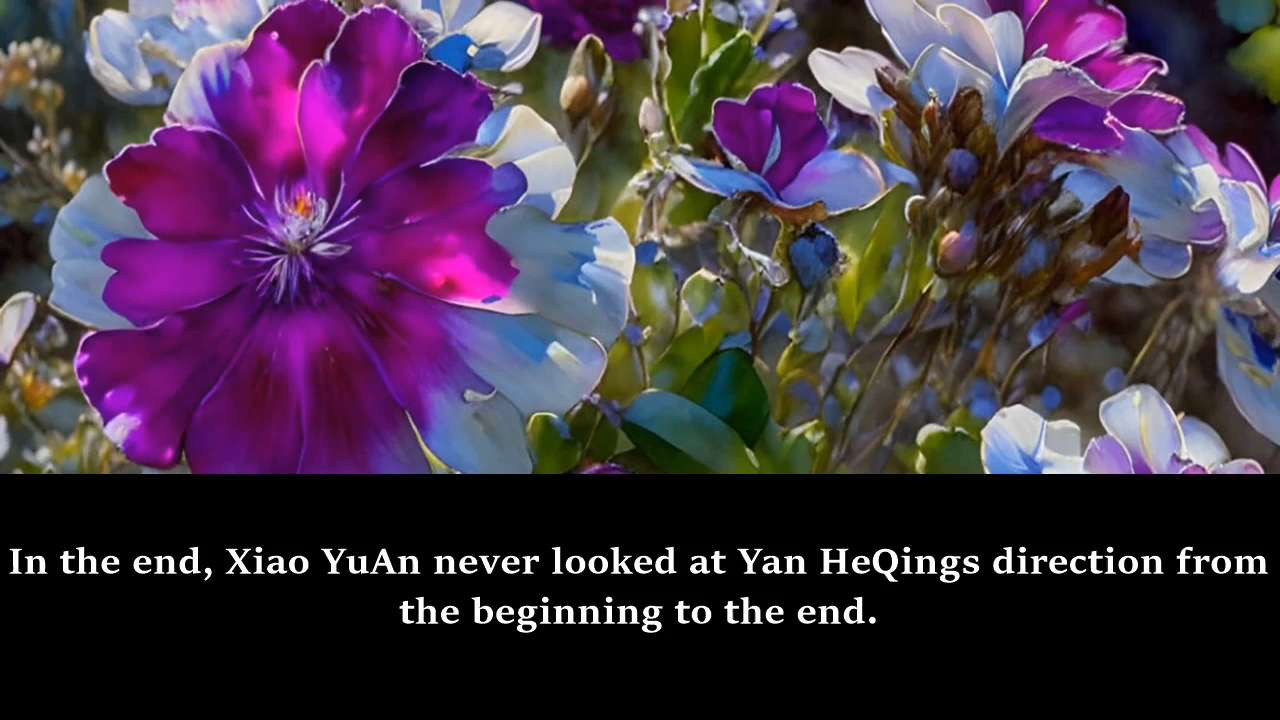 In the end, Xiao YuAn never looked at Yan HeQings direction from
the beginning to the end.